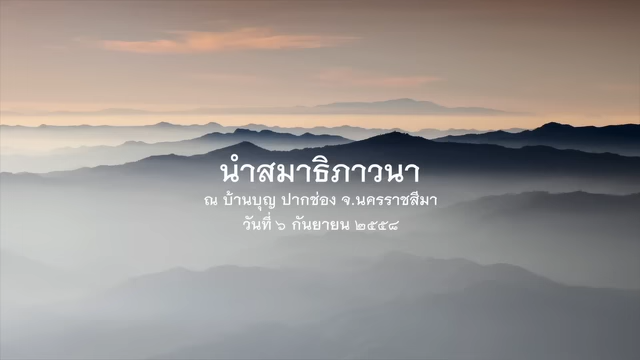 นำสมาธิภาวนา
ณ บ้านบุญ ปากช่อง จ.นครราชสีมา
วันที่ ๖ กันยายน ๒๕๕๘